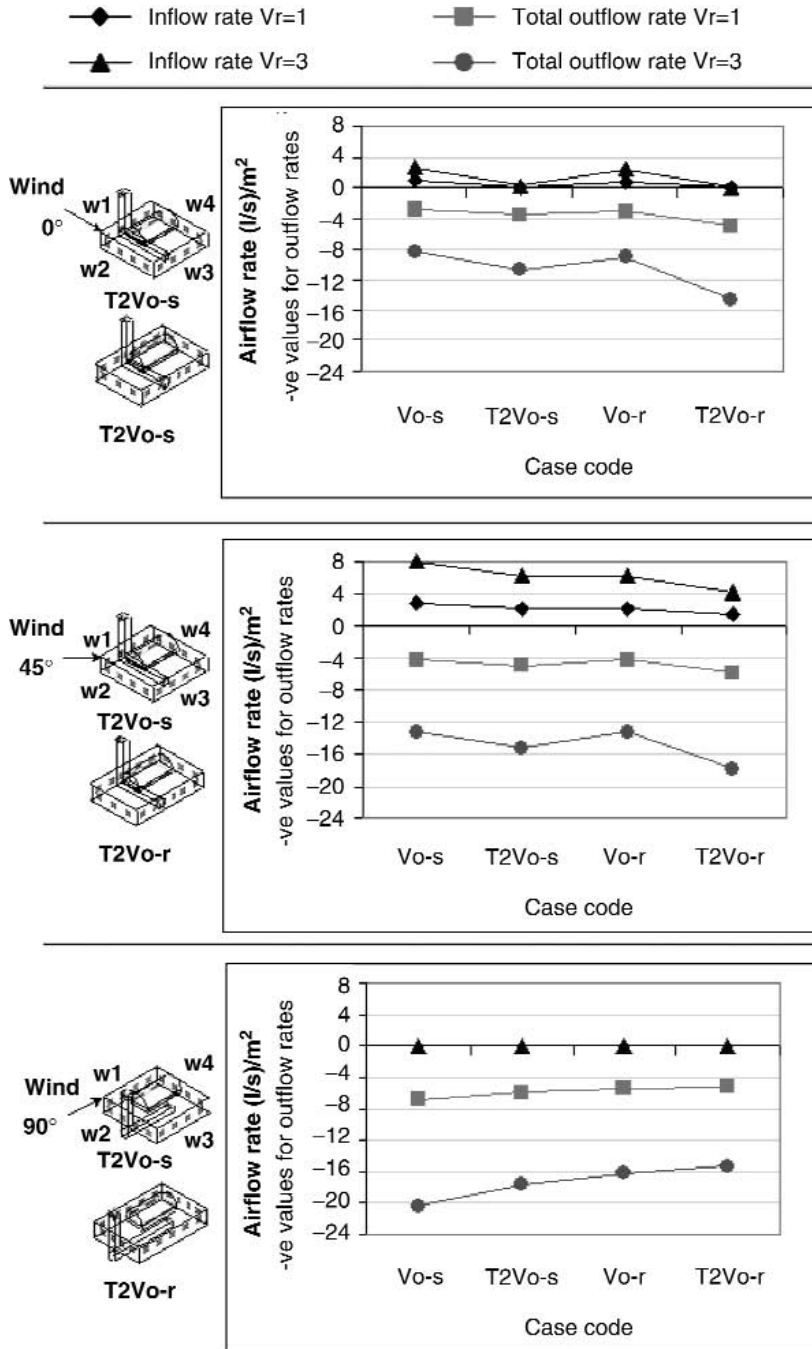 Inflow rate Vr=1
Total outflow rate Vr=1
Inflow rate Vr=3
Total outflow rate Vr=3
Wind
0°
w1
w4
w2
w3
T2Vo-s
T2Vo-s
Airflow rate (l/s)/m²
-ve values for outflow rates
8
4
0
−4
−8
−12
−16
−20
−24
Vo-s T2Vo-s Vo-r T2Vo-r
Case code
Wind
45°
w1
w4
w2
w3
T2Vo-s
T2Vo-r
Airflow rate (l/s)/m²
-ve values for outflow rates
8
4
0
−4
−8
−12
−16
−20
−24
Vo-s T2Vo-s Vo-r T2Vo-r
Case code
Wind
90°
w1
w4
w2
w3
T2Vo-s
T2Vo-r
Airflow rate (l/s)/m²
-ve values for outflow rates
8
4
0
−4
−8
−12
−16
−20
−24
Vo-s T2Vo-s Vo-r T2Vo-r
Case code